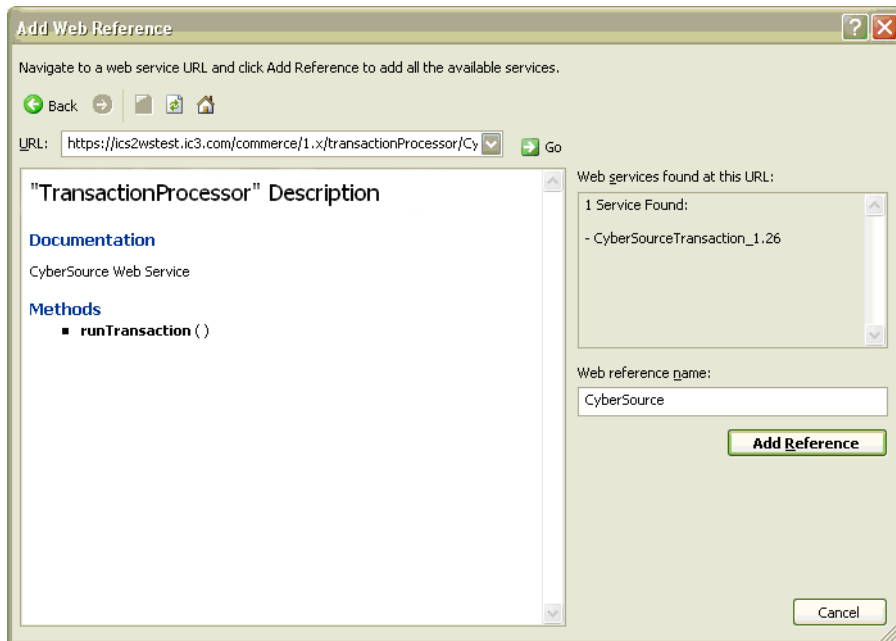 Add Web Reference
Navigate to a web service URL and click Add Reference to add all the available services.
Back
URL: https://ics2wstest.ic3.com/commerce/1.x/transactionProcessor/Cy Go
"TransactionProcessor" Description
Documentation
CyberSource Web Service
Methods
runTransaction ()
Web services found at this URL:
1 Service Found:
- CyberSourceTransaction_1.26
Web reference name:
CyberSource
Add Reference
Cancel